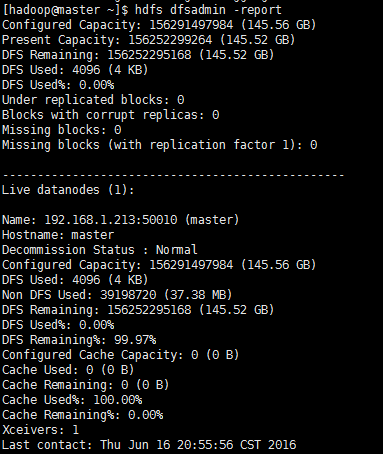 [hadoop@master ~]$ hdfs dfsadmin -report
Configured Capacity: 156291497984 (145.56 GB)
Present Capacity: 156252299264 (145.52 GB)
DFS Remaining: 156252295168 (145.52 GB)
DFS Used: 4096 (4 KB)
DFS Used%: 0.00%
Under replicated blocks: 0
Blocks with corrupt replicas: 0
Missing blocks: 0
Missing blocks (with replication factor 1): 0
-------------------------------------------------
Live datanodes (1):
Name: 192.168.1.213:50010 (master)
Hostname: master
Decommission Status : Normal
Configured Capacity: 156291497984 (145.56 GB)
DFS Used: 4096 (4 KB)
Non DFS Used: 39198720 (37.38 MB)
DFS Remaining: 156252295168 (145.52 GB)
DFS Used%: 0.00%
DFS Remaining%: 99.97%
Configured Cache Capacity: 0 (0 B)
Cache Used: 0 (0 B)
Cache Remaining: 0 (0 B)
Cache Used%: 100.00%
Cache Remaining%: 0.00%
Xceivers: 1
Last contact: Thu Jun 16 20:55:56 CST 2016